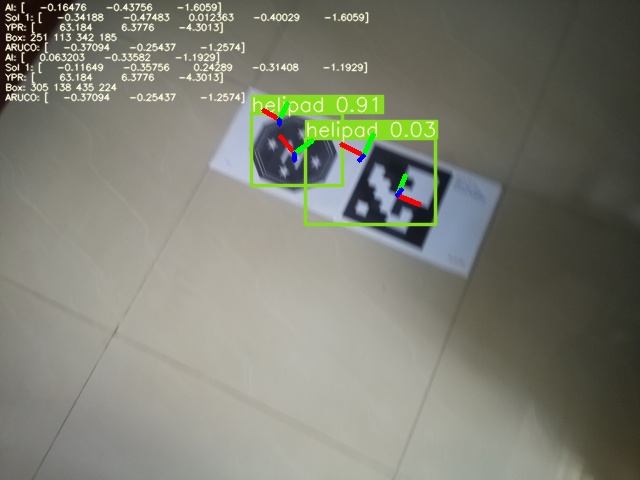 AI: [ -0.16476 -0.43756 -1.6059]
Sol 1: [ -0.34188 -0.47483 0.012363 -0.40029 -1.6059]
YPR: [ 63.184 6.3776 -4.3013]
Box: 251 113 342 185
ARUCO: [ -0.37094 -0.25437 -1.2574]
AI: [ 0.063203 -0.33582 -1.1929]
Sol 1: [ -0.11649 -0.35756 0.24289 -0.31408 -1.1929]
YPR: [ 63.184 6.3776 -4.3013]
Box: 305 138 435 224
ARUCO: [ -0.37094 -0.25437 -1.2574]
helipad 0.91
helipad 0.03